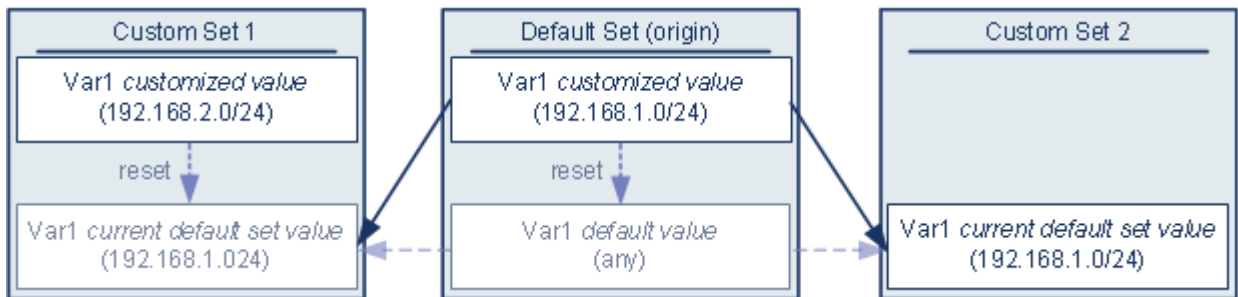 Custom Set 1
Var1 customized value
(192.168.2.0/24)
reset
Var1 current default set value
(192.168.1.024)
Default Set (origin)
Var1 customized value
(192.168.1.0/24)
reset
Var1 default value
(any)
Custom Set 2
Var1 current default set value
(192.168.1.0/24)